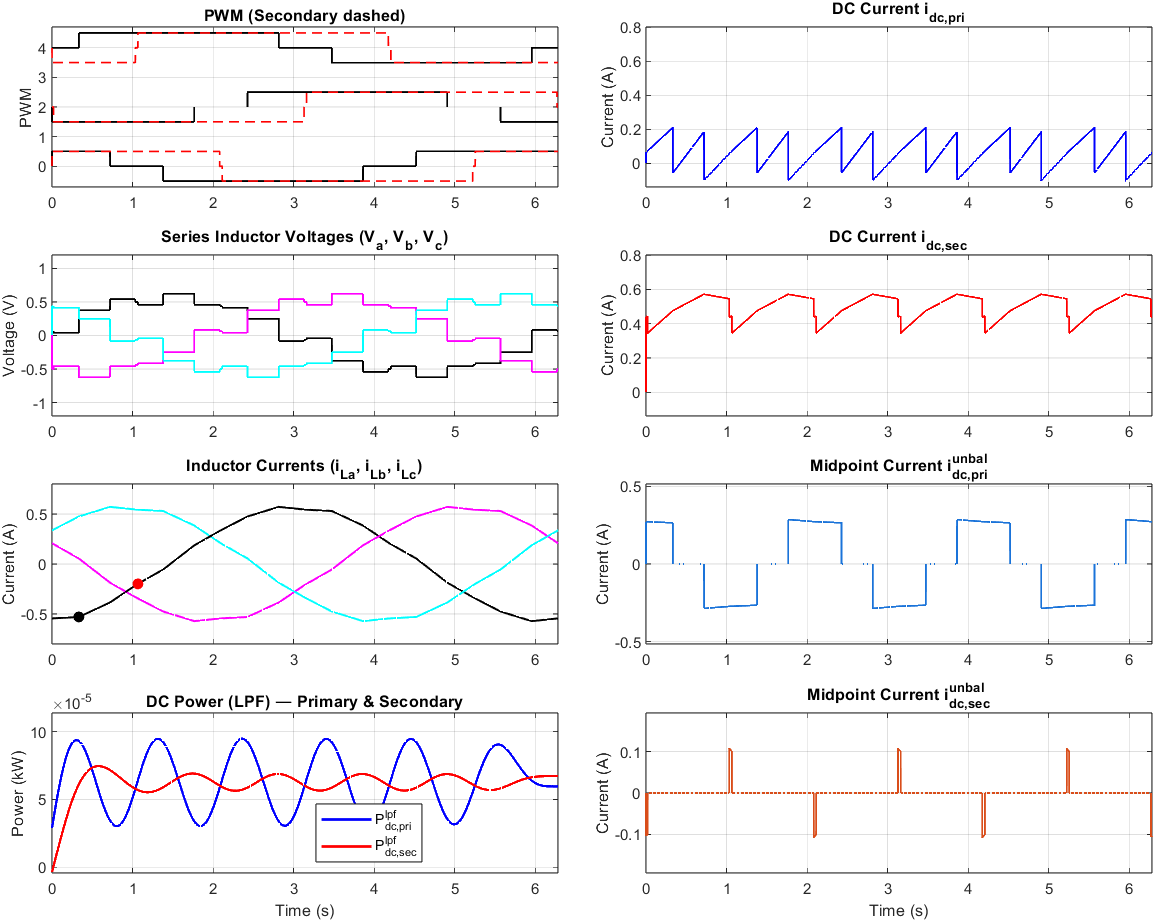 PWM (Secondary dashed)
PWM
4
3
2
1
0
0 1 2 3 4 5 6
DC Current i_dc,pri
Current (A)
0.8
0.6
0.4
0.2
0
0 1 2 3 4 5 6
Series Inductor Voltages (V_a, V_b, V_c)
Voltage (V)
1
0.5
0
-0.5
-1
0 1 2 3 4 5 6
DC Current i_dc,sec
Current (A)
0.8
0.6
0.4
0.2
0
0 1 2 3 4 5 6
Inductor Currents (i_La, i_Lb, i_Lc)
Current (A)
0.5
0
-0.5
0 1 2 3 4 5 6
Midpoint Current i^unbal_dc,pri
Current (A)
0.5
0
-0.5
0 1 2 3 4 5 6
DC Power (LPF) — Primary & Secondary
×10^-5
Power (kW)
10
5
0
P^lpf_dc,pri
P^lpf_dc,sec
0 1 2 3 4 5 6
Time (s)
Midpoint Current i^unbal_dc,sec
Current (A)
0.1
0
-0.1
0 1 2 3 4 5 6
Time (s)